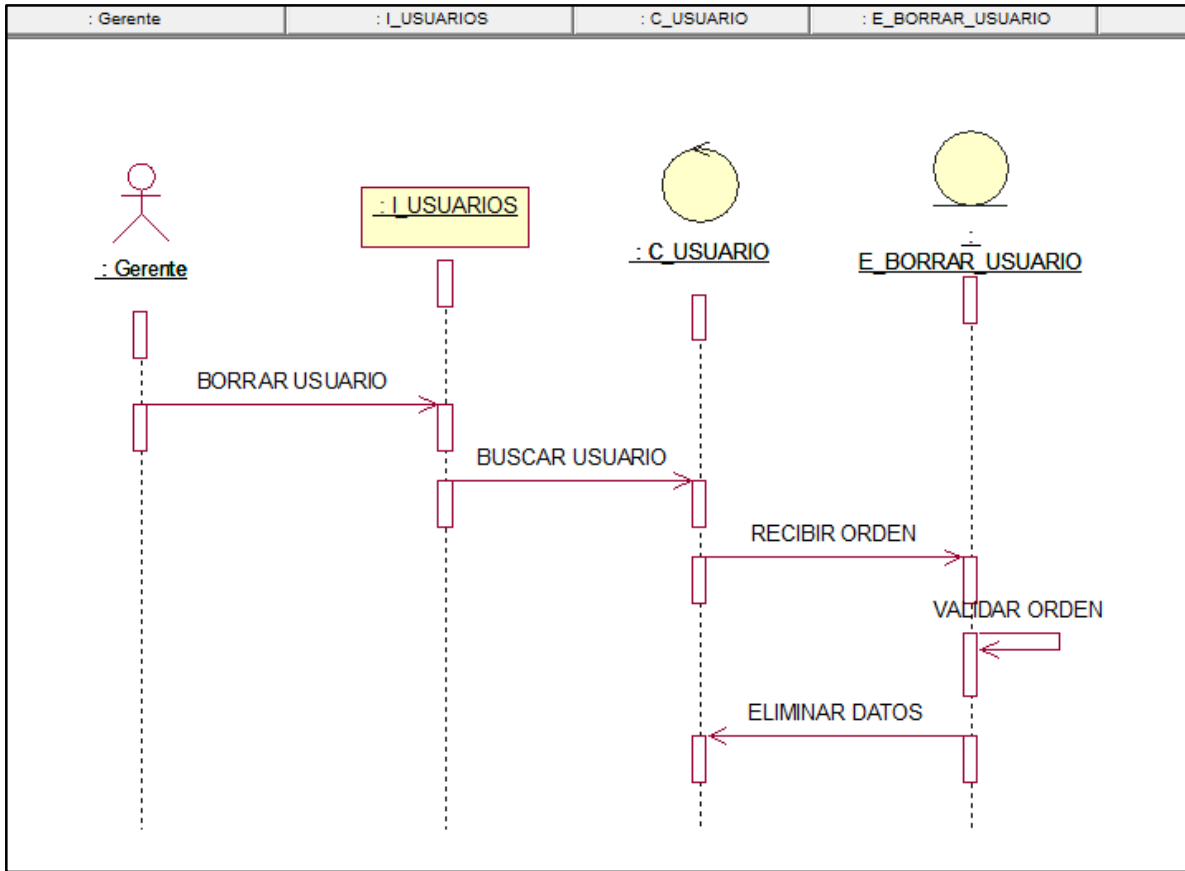 : Gerente
: I_USUARIOS
: C_USUARIO
: E_BORRAR_USUARIO
: I_USUARIOS
: C_USUARIO
:
E_BORRAR_USUARIO
: Gerente
BORRAR USUARIO
BUSCAR USUARIO
RECIBIR ORDEN
VALIDAR ORDEN
ELIMINAR DATOS